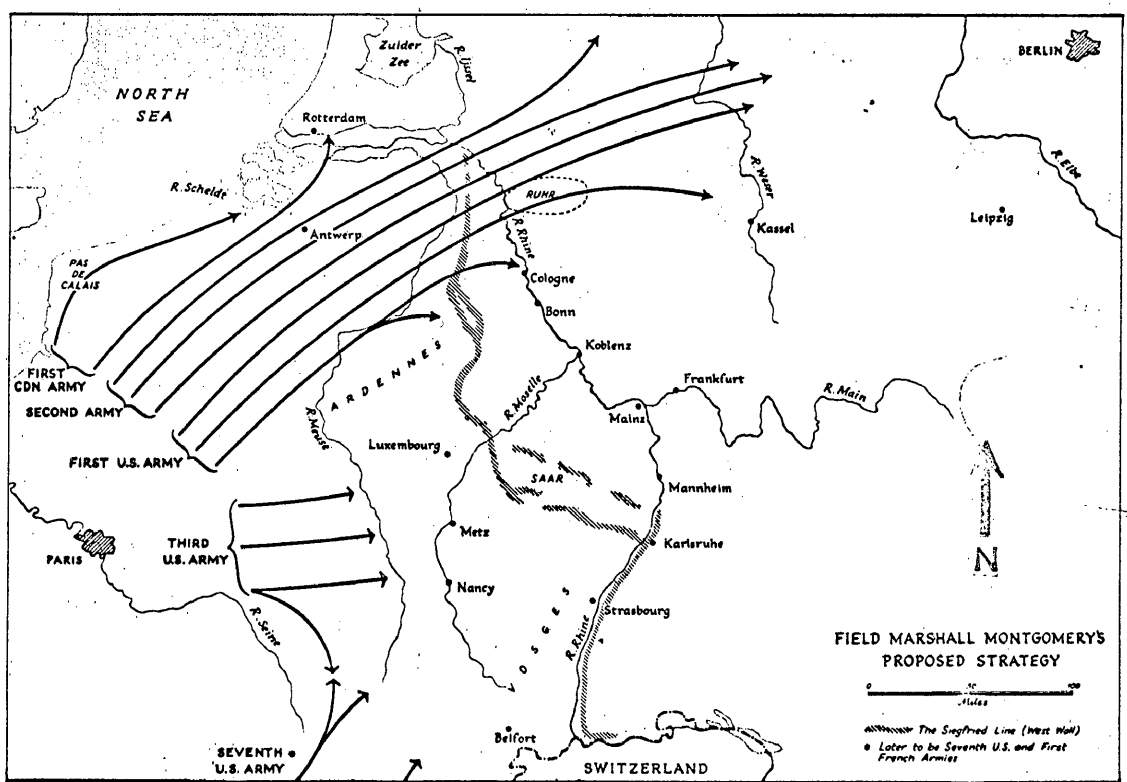 NORTH
SEA
Zuider
Zee
R. Ijssel
BERLIN
Rotterdam
R. Scheldt
RUHR
R. Weser
R. Elbe
Antwerp
R. Rhine
Kassel
Leipzig
PAS
DE
CALAIS
Cologne
Bonn
Koblenz
FIRST
CDN ARMY
ARDENNES
SECOND ARMY
R. Moselle
Frankfurt
Mainz
R. Main
R. Meuse
Luxembourg
FIRST U.S. ARMY
SAAR
Mannheim
THIRD
U.S. ARMY
Metz
Karlsruhe
PARIS
N
Nancy
Strasbourg
R. Seine
VOSGES
R. Rhine
FIELD MARSHALL MONTGOMERY'S
PROPOSED STRATEGY
0 50 100
Miles
The Siegfried Line (West Wall)
Later to be Seventh U.S. and First
French Armies
Belfort
SEVENTH
U.S. ARMY
SWITZERLAND